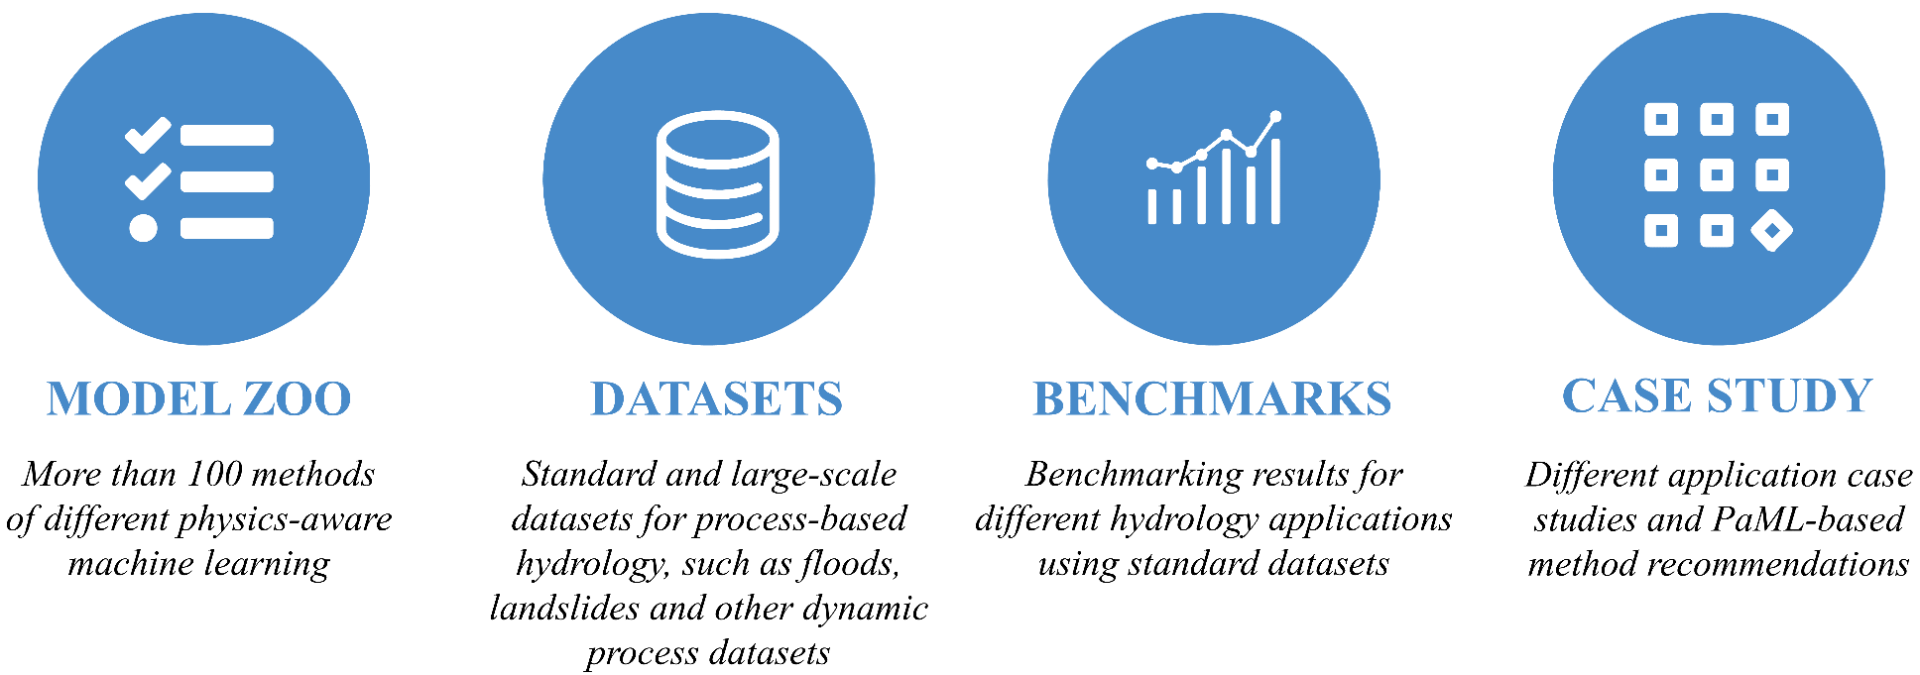 MODEL ZOO
More than 100 methods
of different physics-aware
machine learning
DATASETS
Standard and large-scale
datasets for process-based
hydrology, such as floods,
landslides and other dynamic
process datasets
BENCHMARKS
Benchmarking results for
different hydrology applications
using standard datasets
CASE STUDY
Different application case
studies and PaML-based
method recommendations